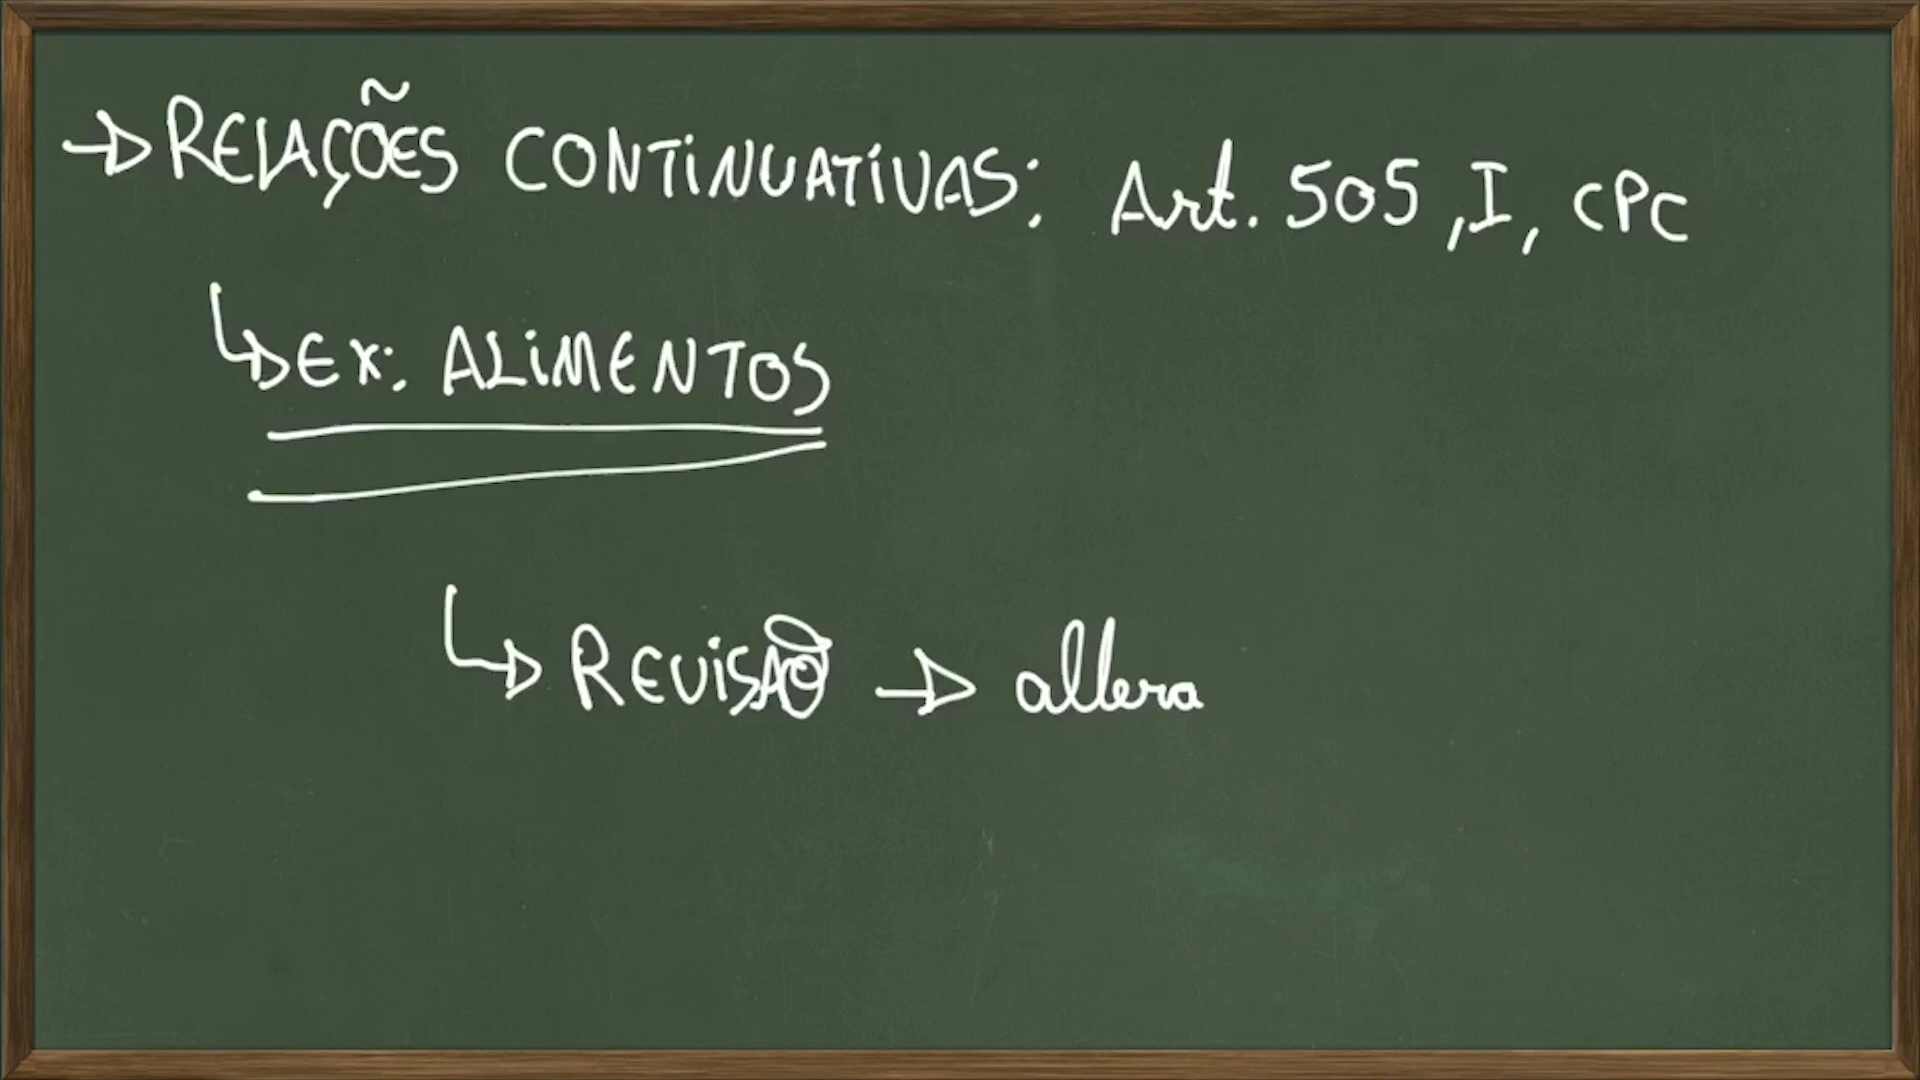 → RELAÇÕES CONTINUATIVAS: Art. 505, I, CPC
↳ EX: ALIMENTOS
↳ REVISÃO → altera